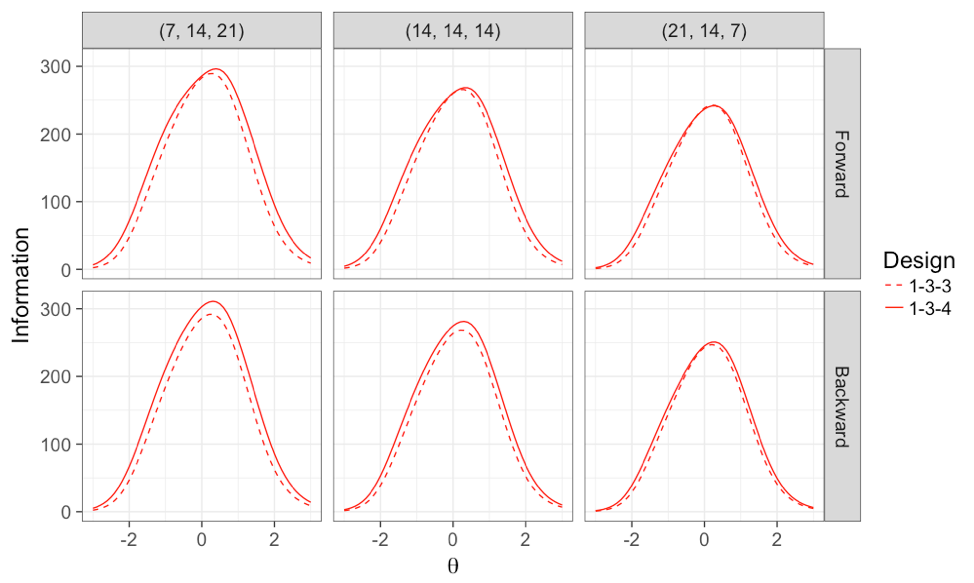 (7, 14, 21) (14, 14, 14) (21, 14, 7)
300
200
100
0
Forward
300
200
100
0
Backward
Information
-2 0 2 -2 0 2 -2 0 2
θ
Design
1-3-3
1-3-4